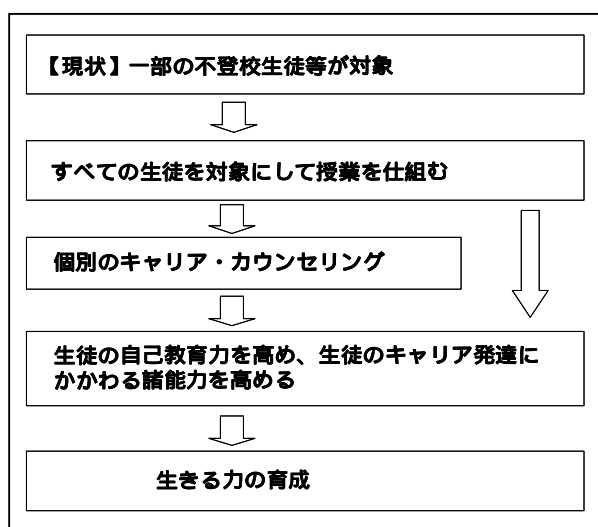 【現状】一部の不登校生徒等が対象
すべての生徒を対象にして授業を仕組む
個別のキャリア・カウンセリング
生徒の自己教育力を高め、生徒のキャリア発達に
かかわる諸能力を高める
生きる力の育成